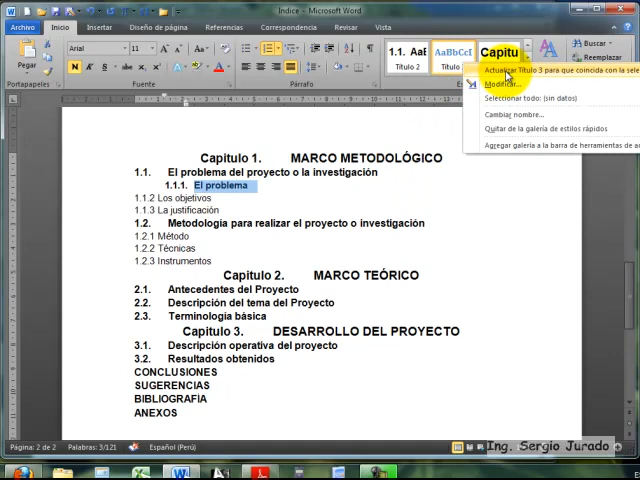 Indice - Microsoft Word
Archivo Inicio Insertar Diseño de página Referencias Correspondencia Revisar Vista
Pegar
Arial 11
1.1. AaB AaBbCcI Capitu
Título 2
Fuente Párrafo
Buscar
Reemplazar
Actualizar Título 3 para que coincida con la sele
Modificar...
Seleccionar todo: (sin datos)
Cambiar nombre...
Quitar de la galería de estilos rápidos
Agregar galería a la barra de herramientas de ac
Capitulo 1. MARCO METODOLÓGICO
1.1. El problema del proyecto o la investigación
1.1.1. El problema
1.1.2 Los objetivos
1.1.3 La justificación
1.2. Metodología para realizar el proyecto o investigación
1.2.1 Método
1.2.2 Técnicas
1.2.3 Instrumentos
Capitulo 2. MARCO TEÓRICO
2.1. Antecedentes del Proyecto
2.2. Descripción del tema del Proyecto
2.3. Terminología básica
Capitulo 3. DESARROLLO DEL PROYECTO
3.1. Descripción operativa del proyecto
3.2. Resultados obtenidos
CONCLUSIONES
SUGERENCIAS
BIBLIOGRAFÍA
ANEXOS
Página: 2 de 2 Palabras: 3/121 Español (Perú)
Ing. Sergio Jurado